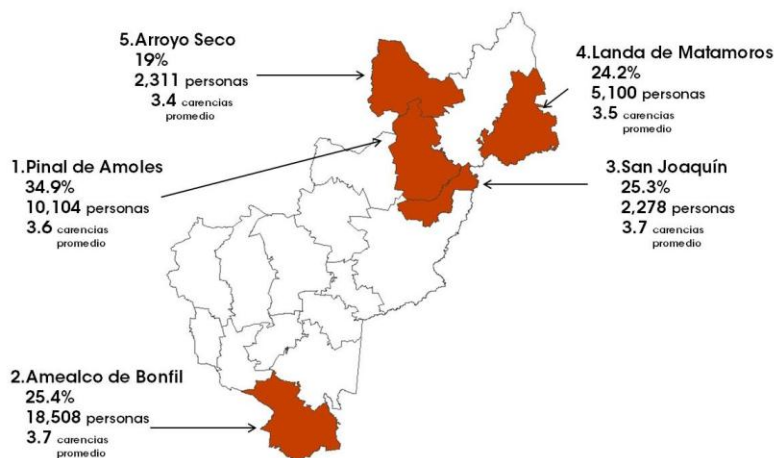 5.Arroyo Seco
19%
2,311 personas
3.4 carencias
promedio
4.Landa de Matamoros
24.2%
5,100 personas
3.5 carencias
promedio
1.Pinal de Amoles
34.9%
10,104 personas
3.6 carencias
promedio
3.San Joaquín
25.3%
2,278 personas
3.7 carencias
promedio
2.Amealco de Bonfil
25.4%
18,508 personas
3.7 carencias
promedio